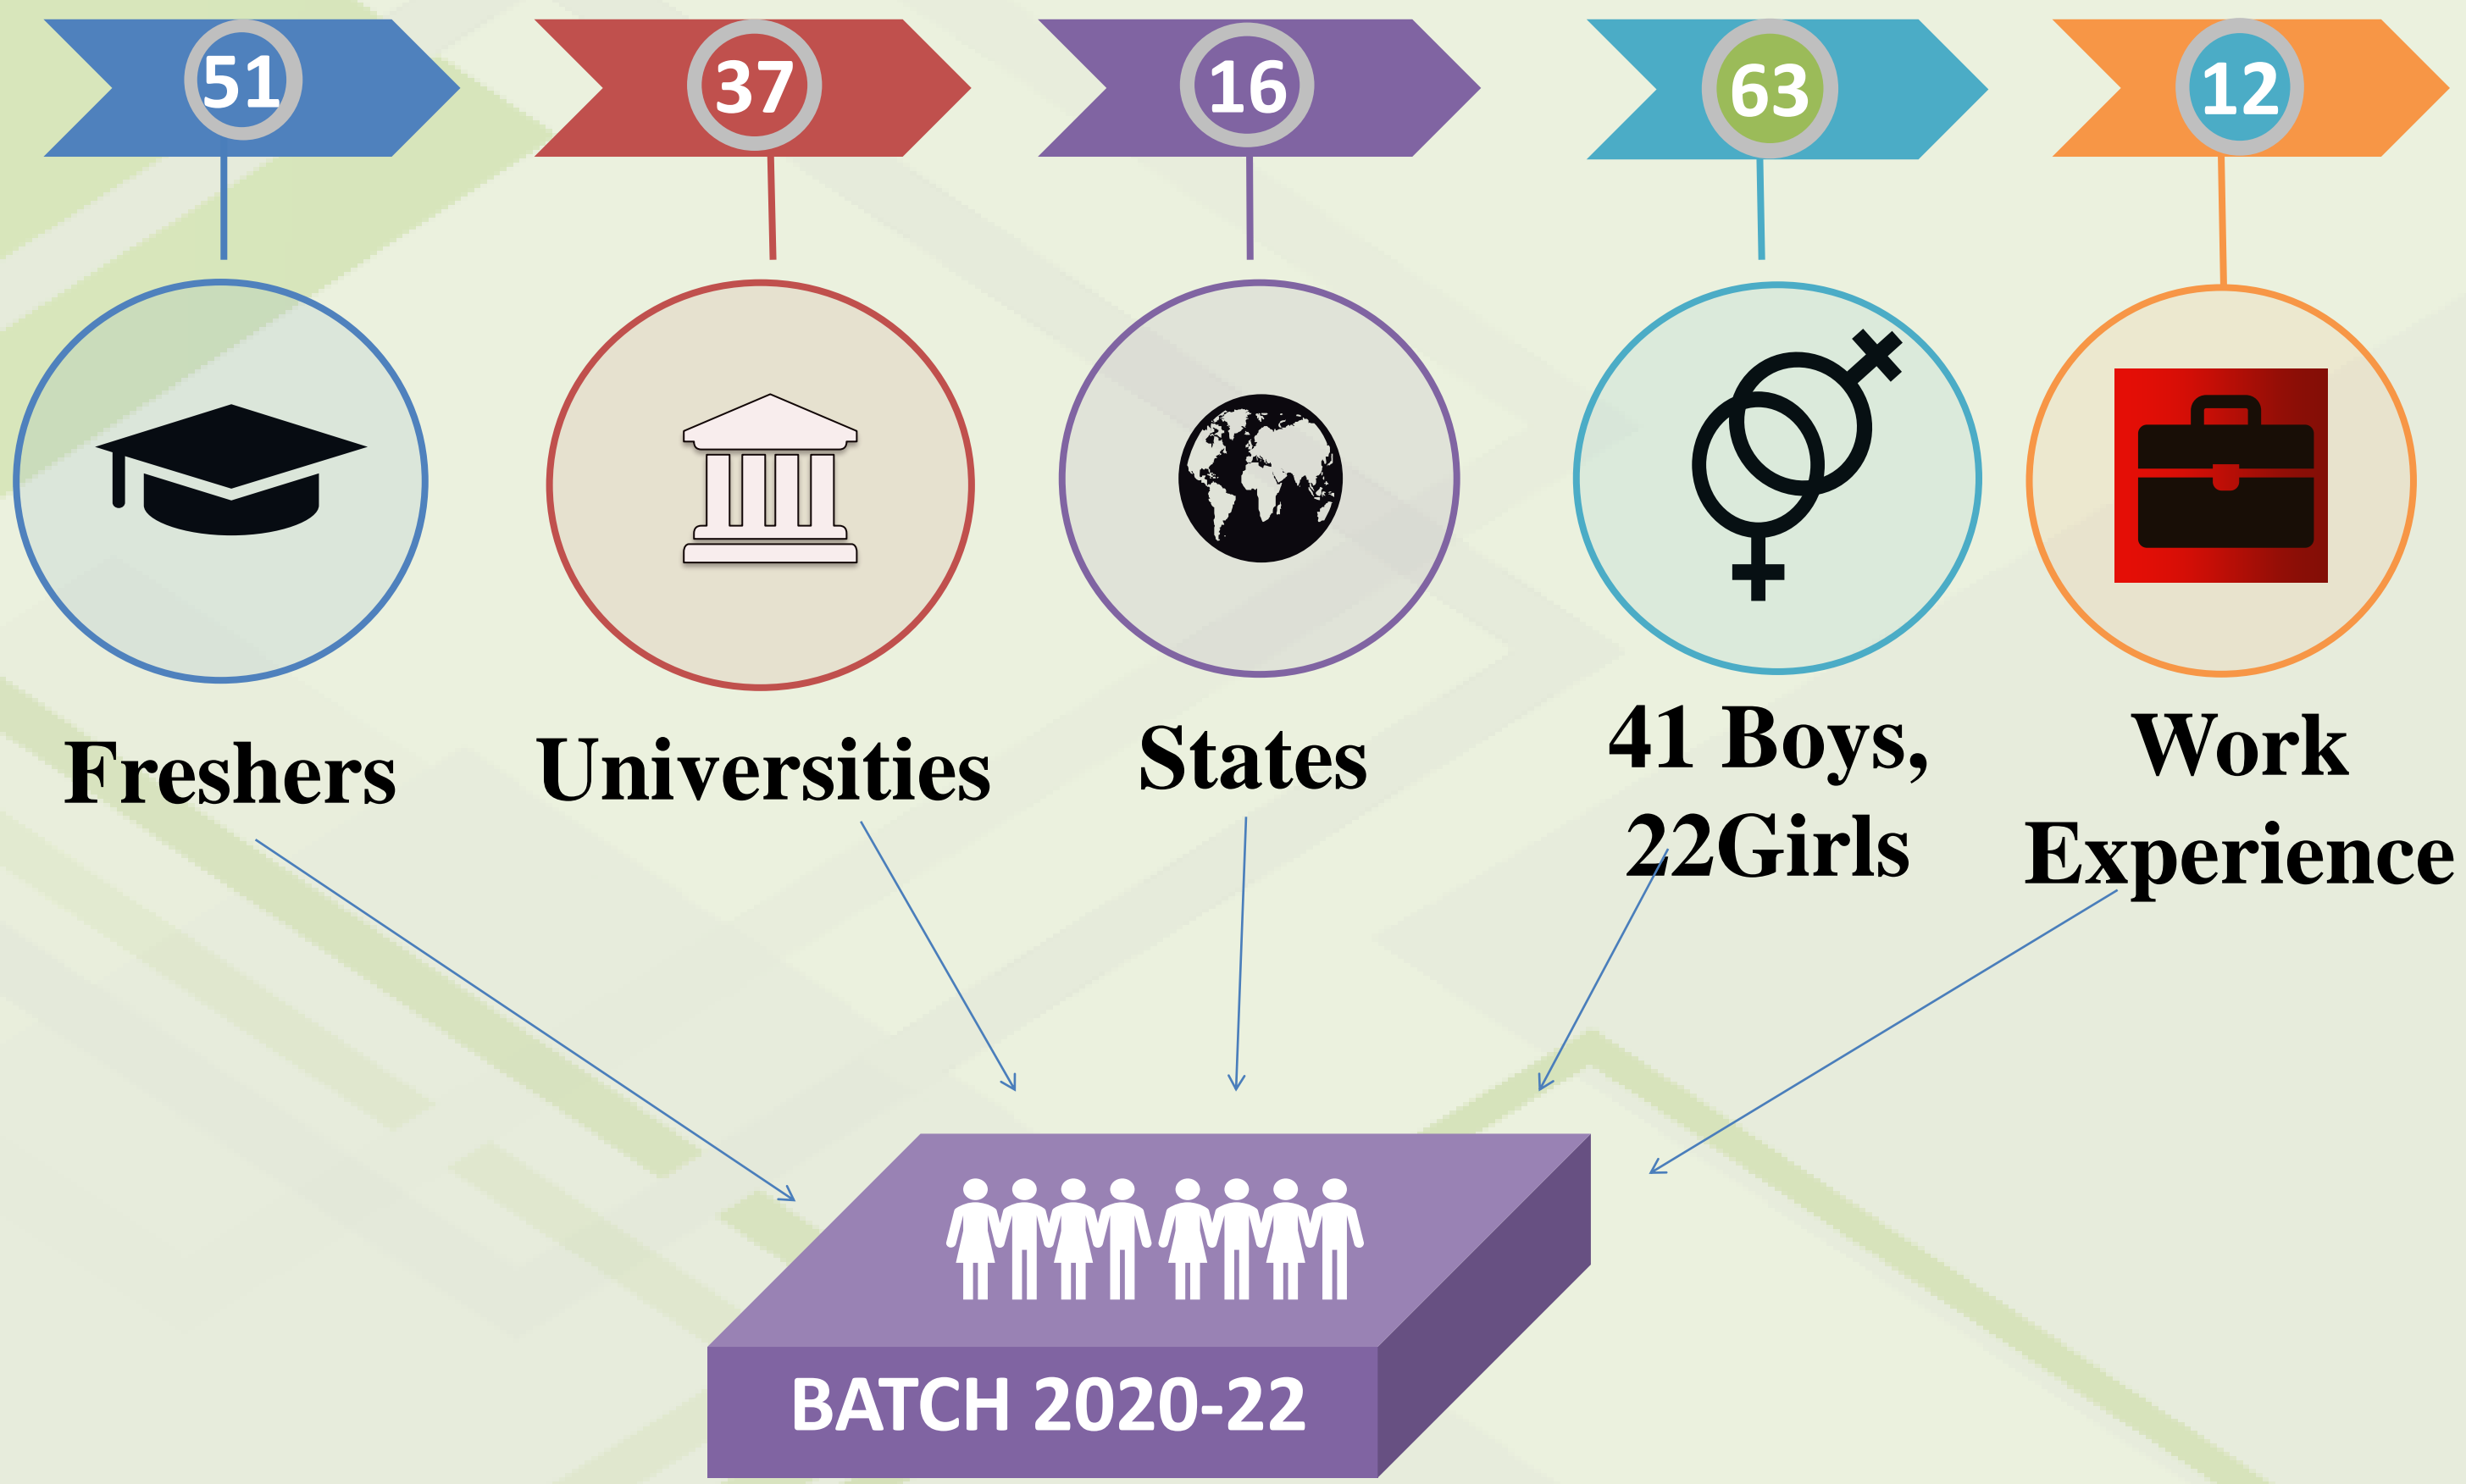 51
37
16
63
12
Freshers
Universities
States
41 Boys,
22Girls
Work
Experience
BATCH 2020-22